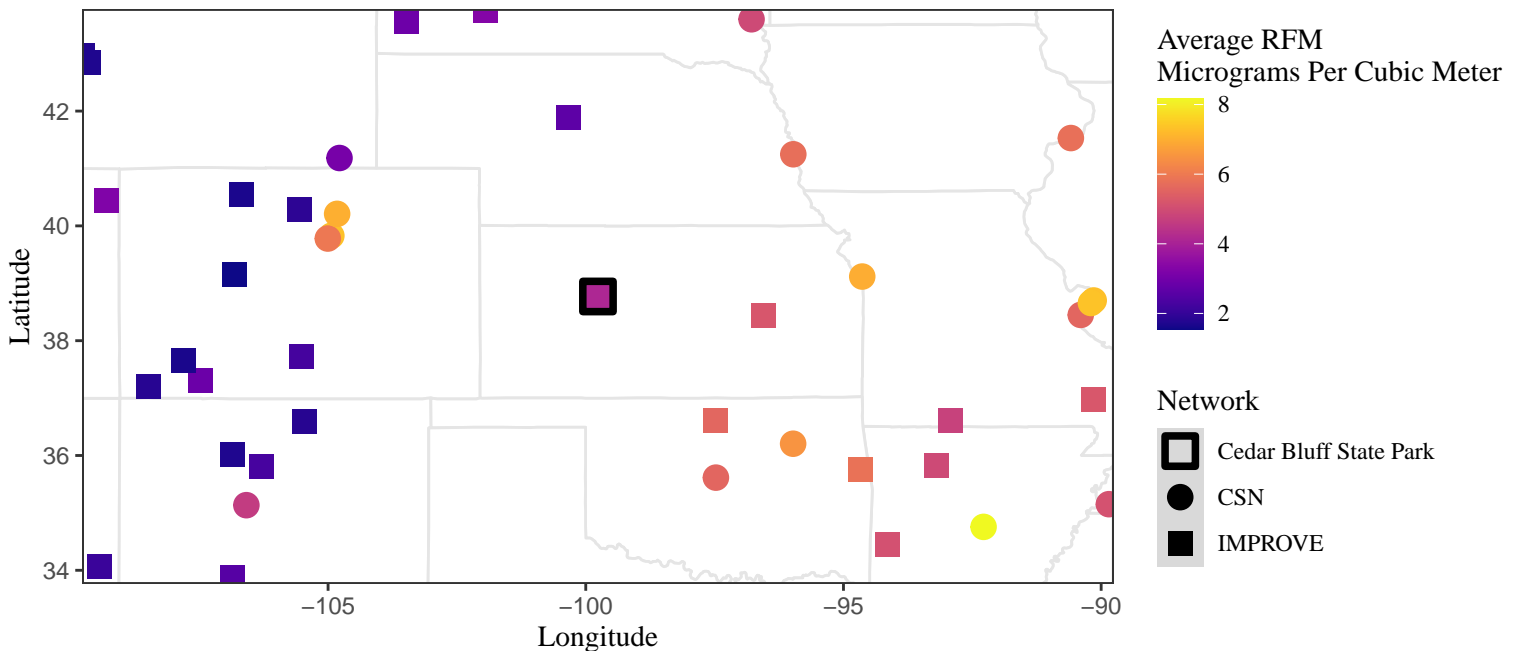 42
40
38
36
34
Latitude
−105
−100
−95
−90
Longitude
Average RFM
Micrograms Per Cubic Meter
8
6
4
2
Network
Cedar Bluff State Park
CSN
IMPROVE